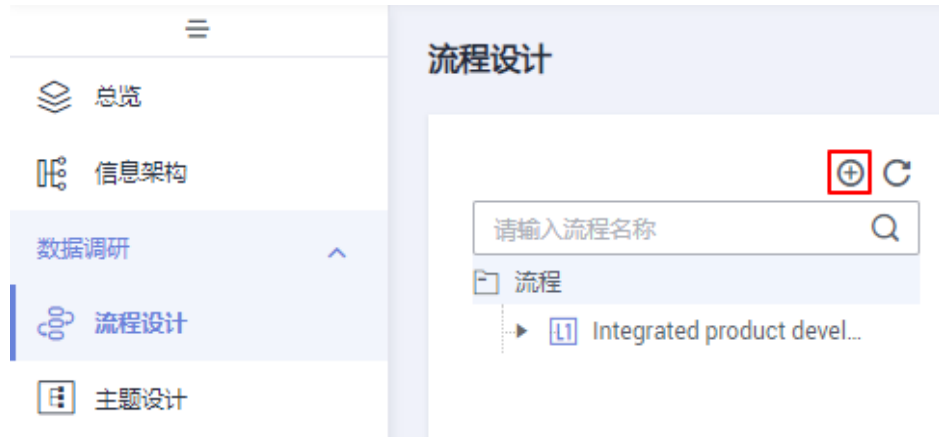 总览
信息架构
数据调研
流程设计
主题设计
流程设计
请输入流程名称
流程
L1 Integrated product devel...